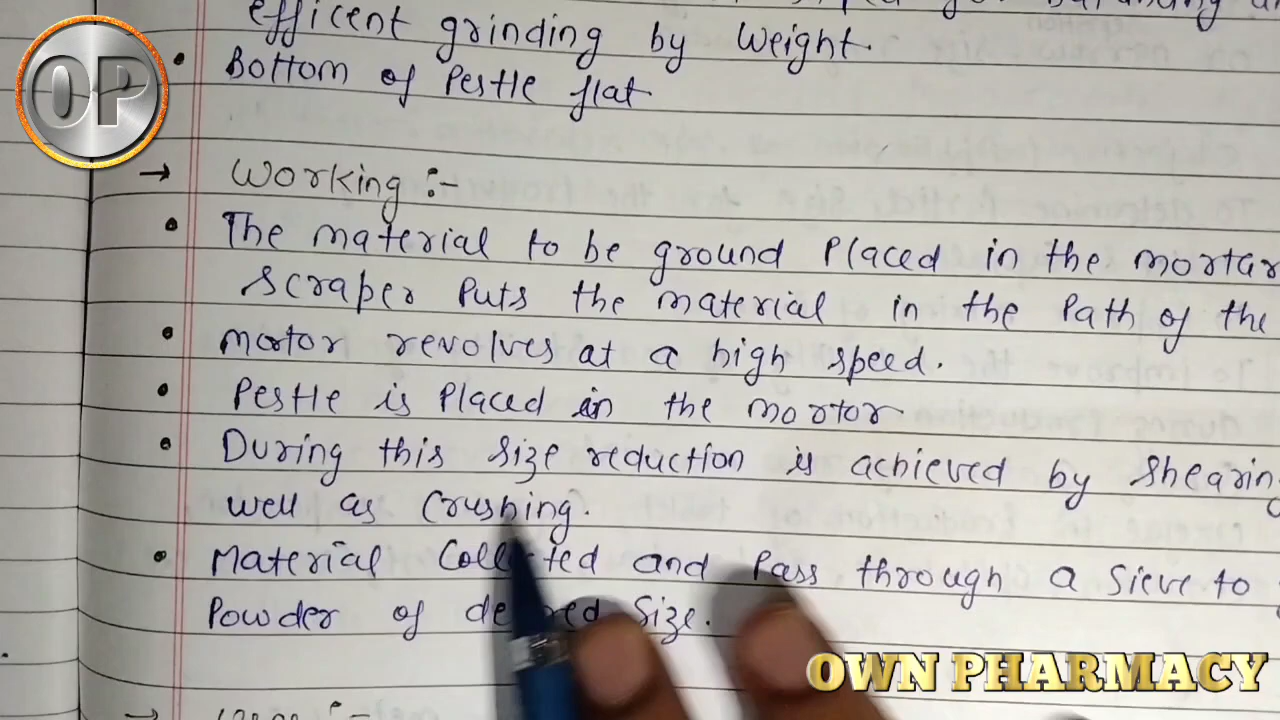 OP
efficent grinding by weight.
• Bottom of Pestle flat
→ Working :-
• The material to be ground Placed in the mortar
Scraper Puts the material in the Path of the
• mortor revolves at a high speed.
• Pestle is Placed in the mortor
• During this size reduction is achieved by shearing
well as Crushing.
• Material Collected and Pass through a Sieve to
Powder of desired Size.
OWN PHARMACY